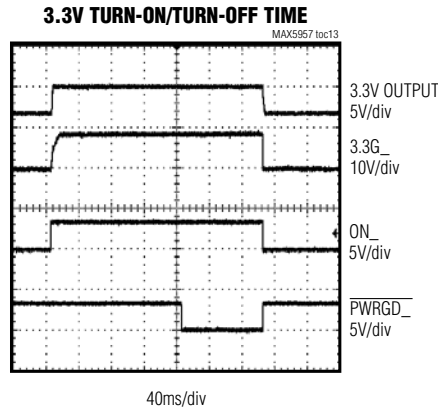 3.3V TURN-ON/TURN-OFF TIME
MAX5957 toc13
3.3V OUTPUT
5V/div
3.3G_
10V/div
ON_
5V/div
PWRGD_
5V/div
40ms/div